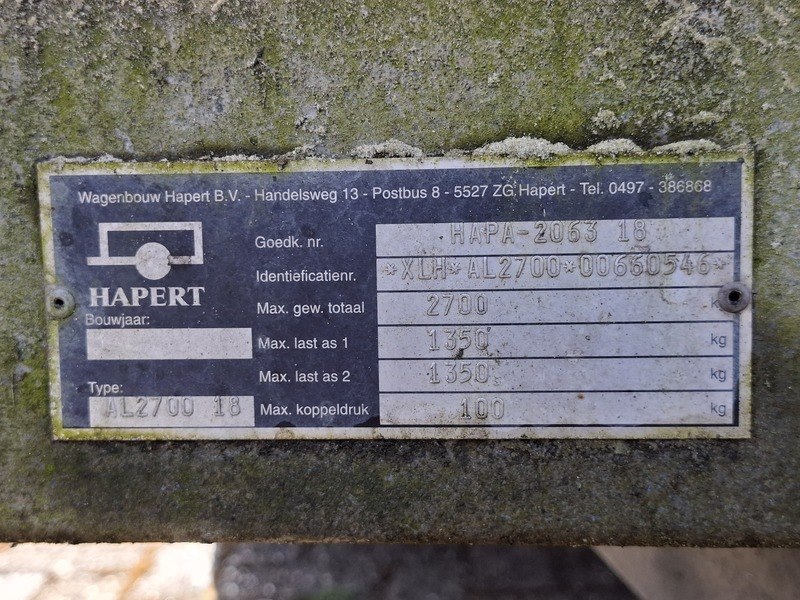 Wagenbouw Hapert B.V. - Handelsweg 13 - Postbus 8 - 5527 ZG Hapert - Tel. 0497 - 386868
HAPERT
Bouwjaar:
Type:
AL2700 18
Goedk. nr. HAPA-2063 18
Identieficatienr. *XLH*AL2700*00660546*
Max. gew. totaal 2700 kg
Max. last as 1 1350 kg
Max. last as 2 1350 kg
Max. koppeldruk 100 kg